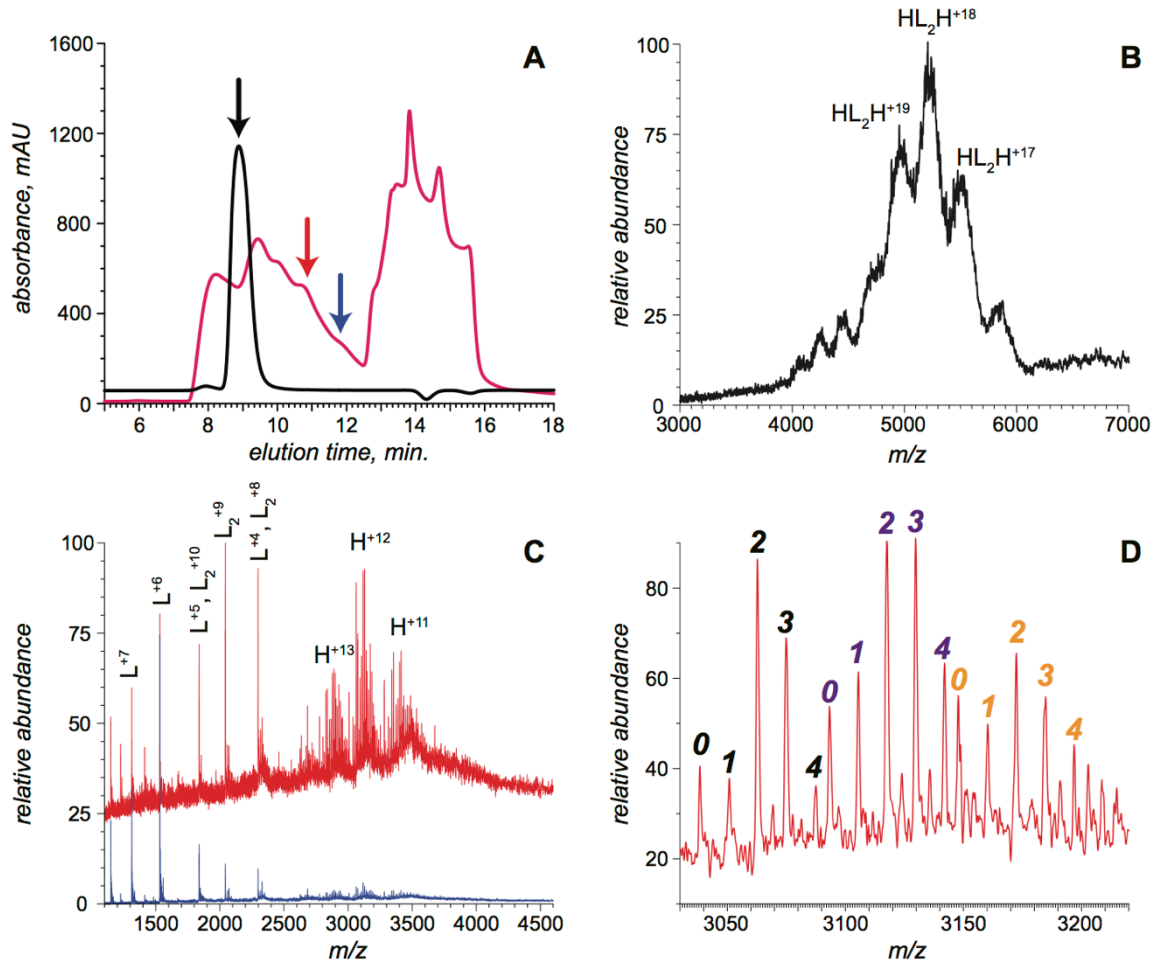 A
absorbance, mAU
1600
1200
800
400
0
6 8 10 12 14 16 18
elution time, min.
B
relative abundance
100
75
50
25
0
HL₂H⁺¹⁹
HL₂H⁺¹⁸
HL₂H⁺¹⁷
3000 4000 5000 6000 7000
m/z
C
relative abundance
100
75
50
25
0
L⁺⁷
L⁺⁶
L⁺⁵, L₂⁺¹⁰
L₂⁺⁹
L⁺⁴, L₂⁺⁸
H⁺¹³
H⁺¹²
H⁺¹¹
1500 2000 2500 3000 3500 4000 4500
m/z
D
relative abundance
80
60
40
20
0 1 2 3 4
0 1 2 3 4
0 1 2 3 4
3050 3100 3150 3200
m/z